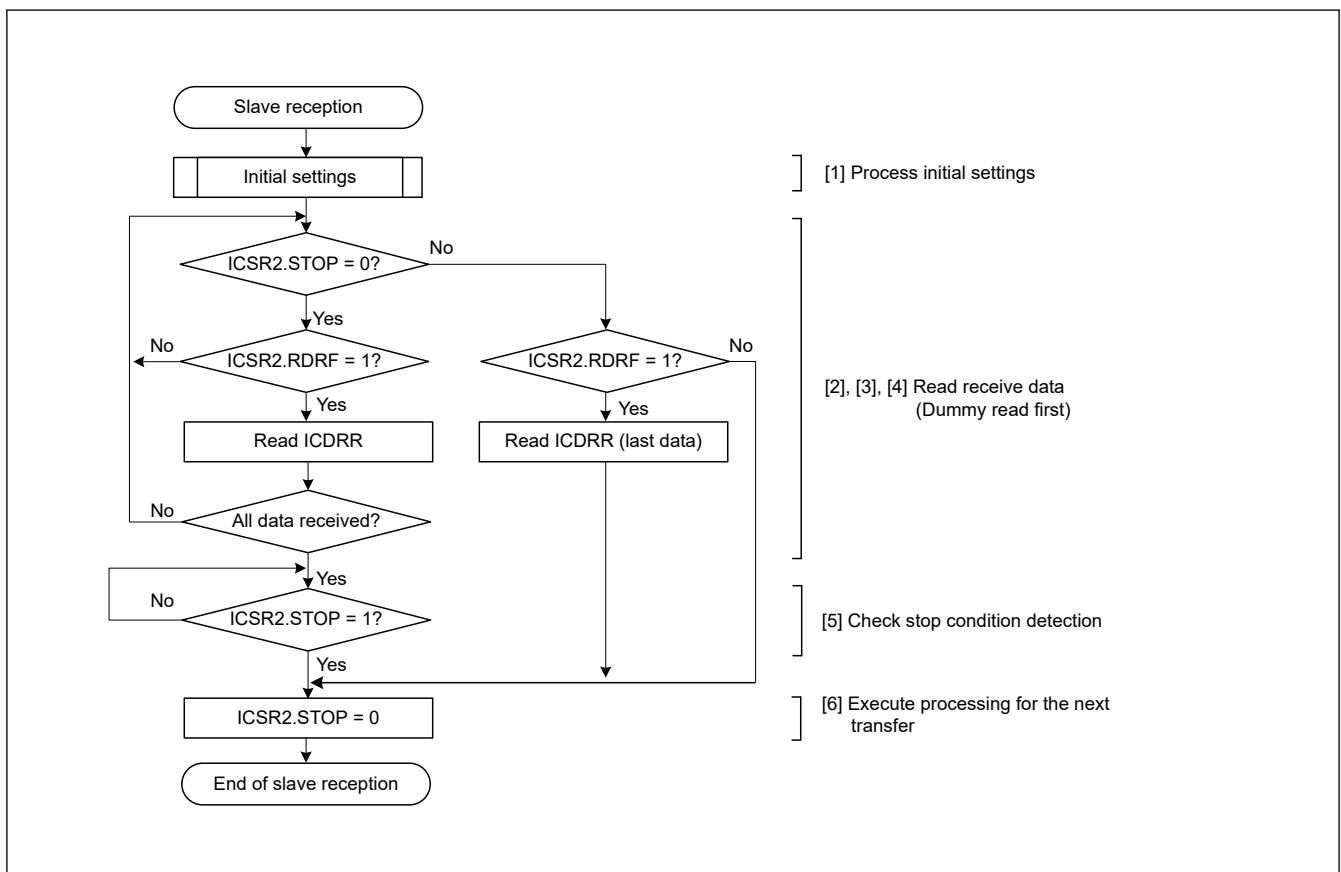 Slave reception
Initial settings
[1] Process initial settings
ICSR2.STOP = 0?
No
Yes
ICSR2.RDRF = 1?
No
Yes
ICSR2.RDRF = 1?
No
Yes
[2], [3], [4] Read receive data
(Dummy read first)
Read ICDRR
Read ICDRR (last data)
All data received?
No
Yes
ICSR2.STOP = 1?
No
Yes
[5] Check stop condition detection
ICSR2.STOP = 0
[6] Execute processing for the next
transfer
End of slave reception